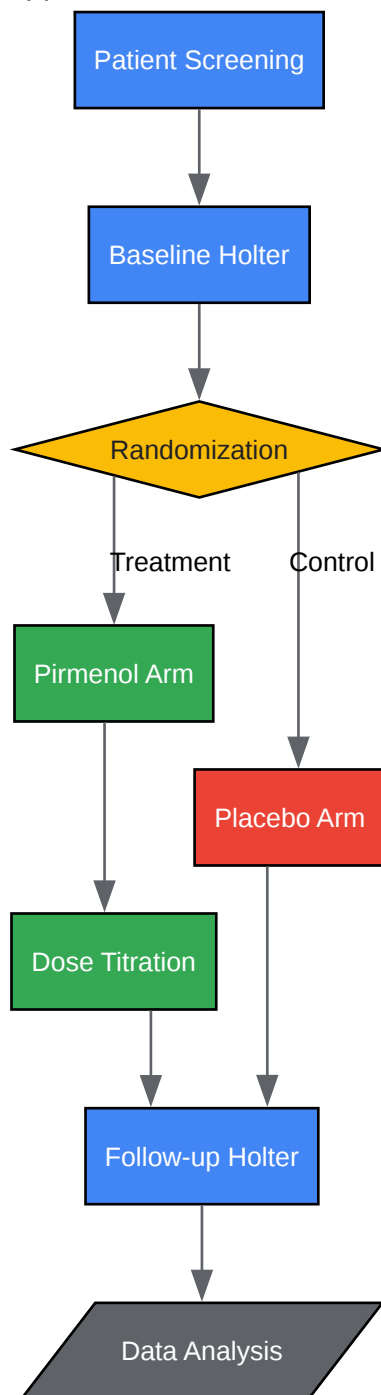 Patient Screening
Baseline Holter
Randomization
Treatment
Control
Pirmenol Arm
Placebo Arm
Dose Titration
Follow-up Holter
Data Analysis